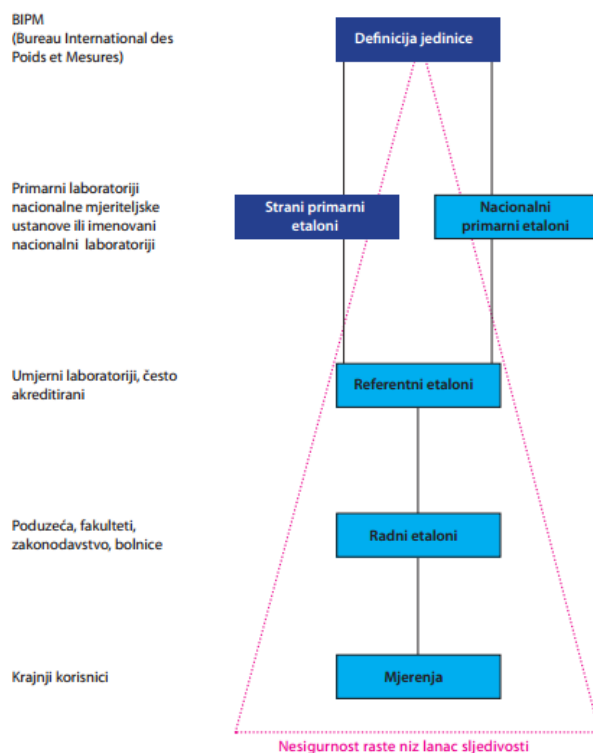 BIPM
(Bureau International des
Poids et Mesures)
Definicija jedinice
Primarni laboratoriji
nacionalne mjeriteljske
ustanove ili imenovani
nacionalni laboratoriji
Strani primarni
etaloni
Nacionalni
primarni etaloni
Umjerni laboratoriji, često
akreditirani
Referentni etaloni
Poduzeća, fakulteti,
zakonodavstvo, bolnice
Radni etaloni
Krajnji korisnici
Mjerenja
Nesigurnost raste niz lanac sljedivosti